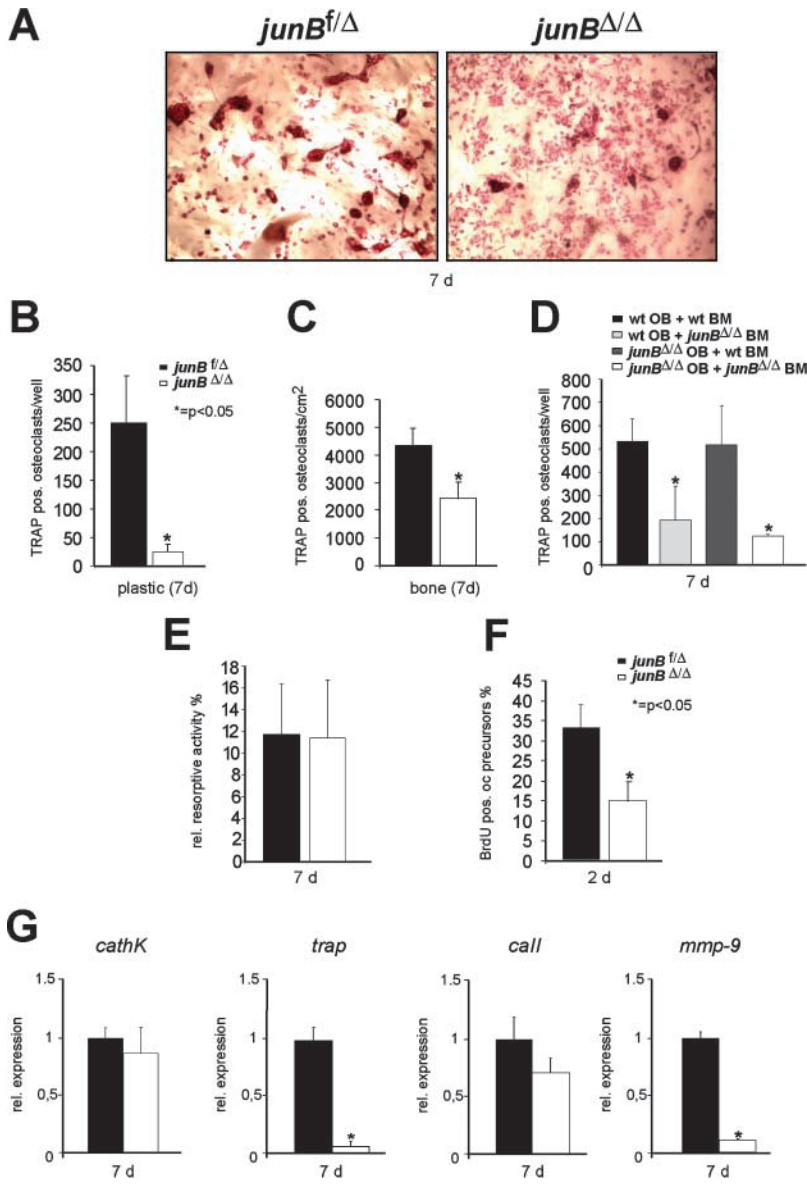 A
junB f/Δ
junB Δ/Δ
7 d
B
350
300
250
200
150
100
50
0
TRAP pos. osteoclasts/well
junB f/Δ
junB Δ/Δ
*=p<0.05
*
plastic (7d)
C
6000
5000
4000
3000
2000
1000
0
TRAP pos. osteoclasts/cm2
*
bone (7d)
D
wt OB + wt BM
wt OB + junB Δ/Δ BM
junB Δ/Δ OB + wt BM
junB Δ/Δ OB + junB Δ/Δ BM
800
700
600
500
400
300
200
100
0
TRAP pos. osteoclasts/well
*
*
7 d
E
18
16
14
12
10
8
6
4
2
0
rel. resorptive activity %
7 d
F
45
40
35
30
25
20
15
10
5
0
BrdU pos. oc precursors %
junB f/Δ
junB Δ/Δ
*=p<0.05
*
2 d
G
cathK
1.5
1
0,5
0
rel. expression
7 d
trap
1.5
1
0,5
0
rel. expression
*
7 d
caII
1.5
1
0,5
0
rel. expression
7 d
mmp-9
1.5
1
0,5
0
rel. expression
*
7 d